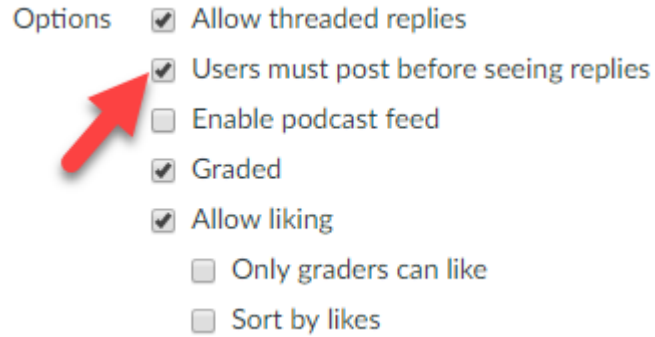 Options Allow threaded replies
Users must post before seeing replies
Enable podcast feed
Graded
Allow liking
Only graders can like
Sort by likes